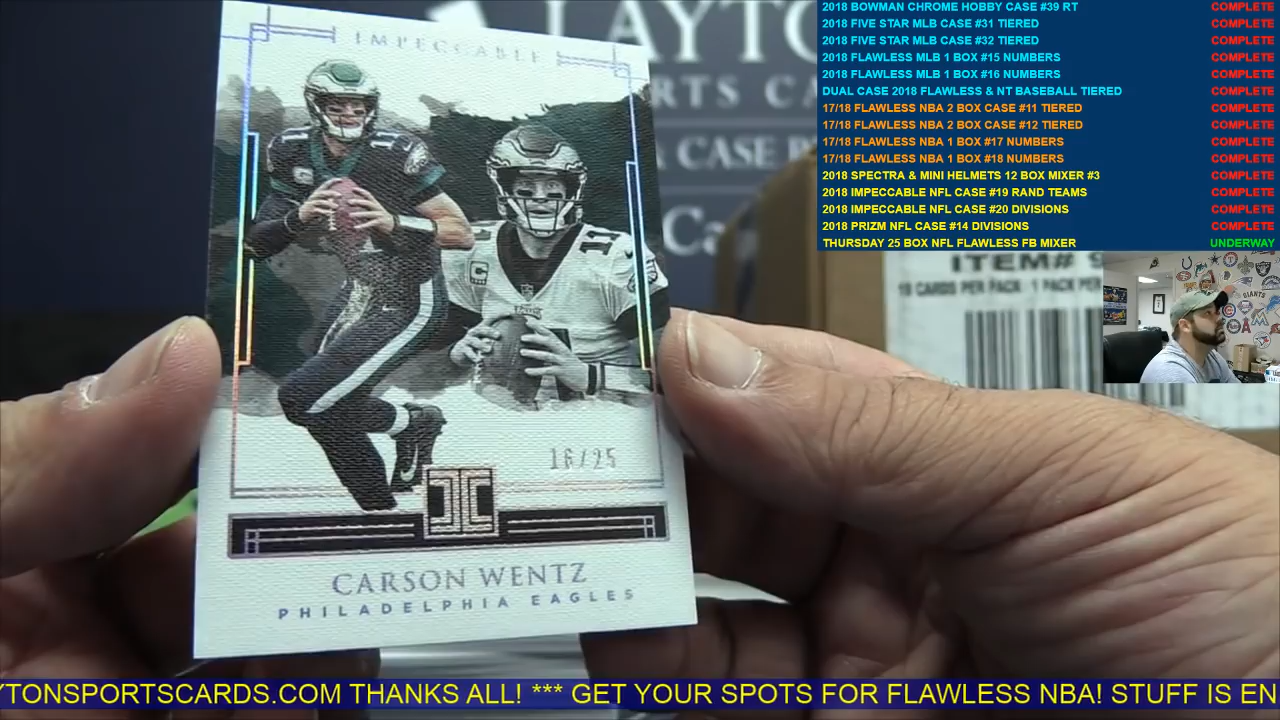 2018 BOWMAN CHROME HOBBY CASE #39 RT COMPLETE
2018 FIVE STAR MLB CASE #31 TIERED COMPLETE
2018 FIVE STAR MLB CASE #32 TIERED COMPLETE
2018 FLAWLESS MLB 1 BOX #15 NUMBERS COMPLETE
2018 FLAWLESS MLB 1 BOX #16 NUMBERS COMPLETE
DUAL CASE 2018 FLAWLESS & NT BASEBALL TIERED COMPLETE
17/18 FLAWLESS NBA 2 BOX CASE #11 TIERED COMPLETE
17/18 FLAWLESS NBA 2 BOX CASE #12 TIERED COMPLETE
17/18 FLAWLESS NBA 1 BOX #17 NUMBERS COMPLETE
17/18 FLAWLESS NBA 1 BOX #18 NUMBERS COMPLETE
2018 SPECTRA & MINI HELMETS 12 BOX MIXER #3 COMPLETE
2018 IMPECCABLE NFL CASE #19 RAND TEAMS COMPLETE
2018 IMPECCABLE NFL CASE #20 DIVISIONS COMPLETE
2018 PRIZM NFL CASE #14 DIVISIONS COMPLETE
THURSDAY 25 BOX NFL FLAWLESS FB MIXER UNDERWAY
LAYTO
RTS CA
CASE
Ca
ITEM#
10 CARDS PER PACK 1 PACK PER
IMPECCABLE
11
11
C
16/25
CARSON WENTZ
PHILADELPHIA EAGLES
YTONSPORTSCARDS.COM THANKS ALL! *** GET YOUR SPOTS FOR FLAWLESS NBA! STUFF IS EN